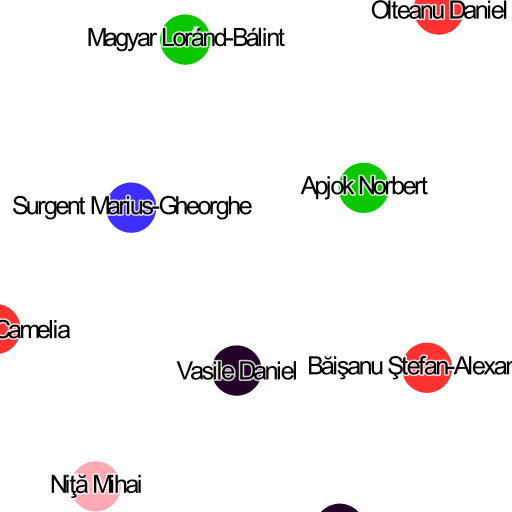 Olteanu Daniel
Magyar Loránd-Bálint
Apjok Norbert
Surgent Marius-Gheorghe
Camelia
Vasile Daniel
Băişanu Ştefan-Alexan
Niţă Mihai